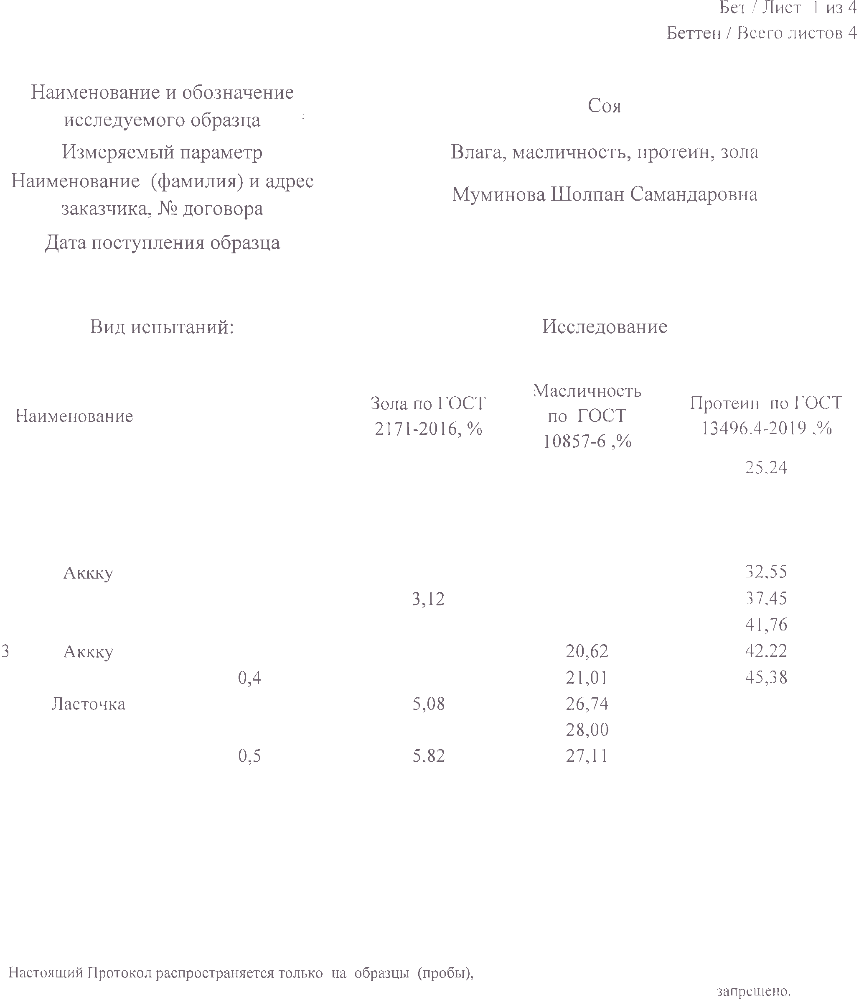 Бет / Лист 1 из 4
Беттен / Всего листов 4
Наименование и обозначение
исследуемого образца
Соя
Измеряемый параметр
Влага, масличность, протеин, зола
Наименование (фамилия) и адрес
заказчика, № договора
Муминова Шолпан Самандаровна
Дата поступления образца
Вид испытаний:
Исследование
Наименование
Зола по ГОСТ
2171-2016, %
Масличность
по ГОСТ
10857-6 ,%
Протеин по ГОСТ
13496.4-2019 ,%
25.24
Аккку 32.55
3,12 37.45
41,76
3 Аккку 20,62 42.22
0,4 21,01 45,38
Ласточка 5,08 26,74
28,00
0,5 5.82 27,11
Настоящий Протокол распространяется только на образцы (пробы),
запрещено.